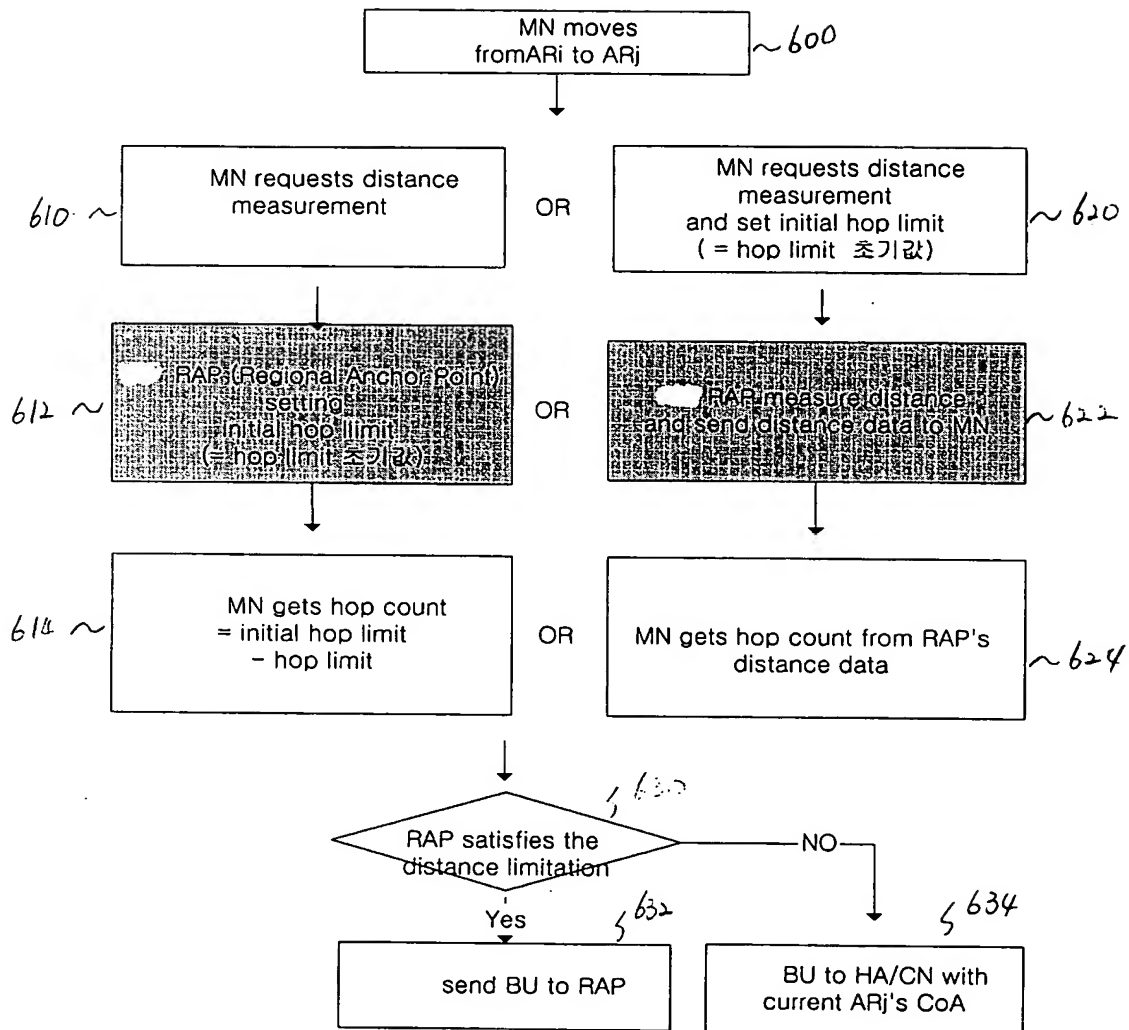 MN moves
fromARi to ARj
~600
MN requests distance
measurement
610 ~
OR
MN requests distance
measurement
and set initial hop limit
( = hop limit 초기값)
~620
RAP (Regional Anchor Point)
setting
initial hop limit
(= hop limit 초기값)
612 ~
OR
RAP measure distance
and send distance data to MN
~622
MN gets hop count
= initial hop limit
– hop limit
614 ~
OR
MN gets hop count from RAP's
distance data
~624
630
RAP satisfies the
distance limitation
NO
Yes
632
634
send BU to RAP
BU to HA/CN with
current ARj's CoA